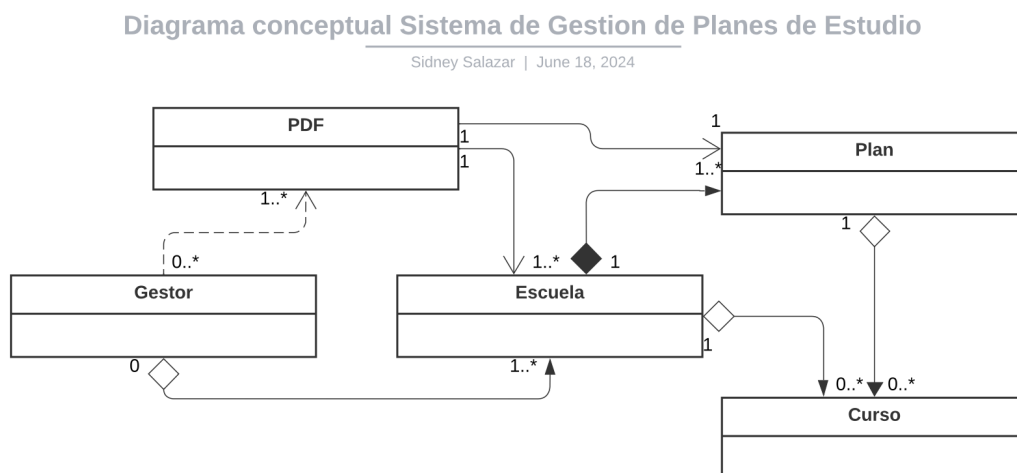 Diagrama conceptual Sistema de Gestion de Planes de Estudio
Sidney Salazar | June 18, 2024
PDF
1
1
1
1..*
Plan
1..*
0..*
1..*
1
1
Gestor
Escuela
0
1..*
1
0..*
0..*
Curso